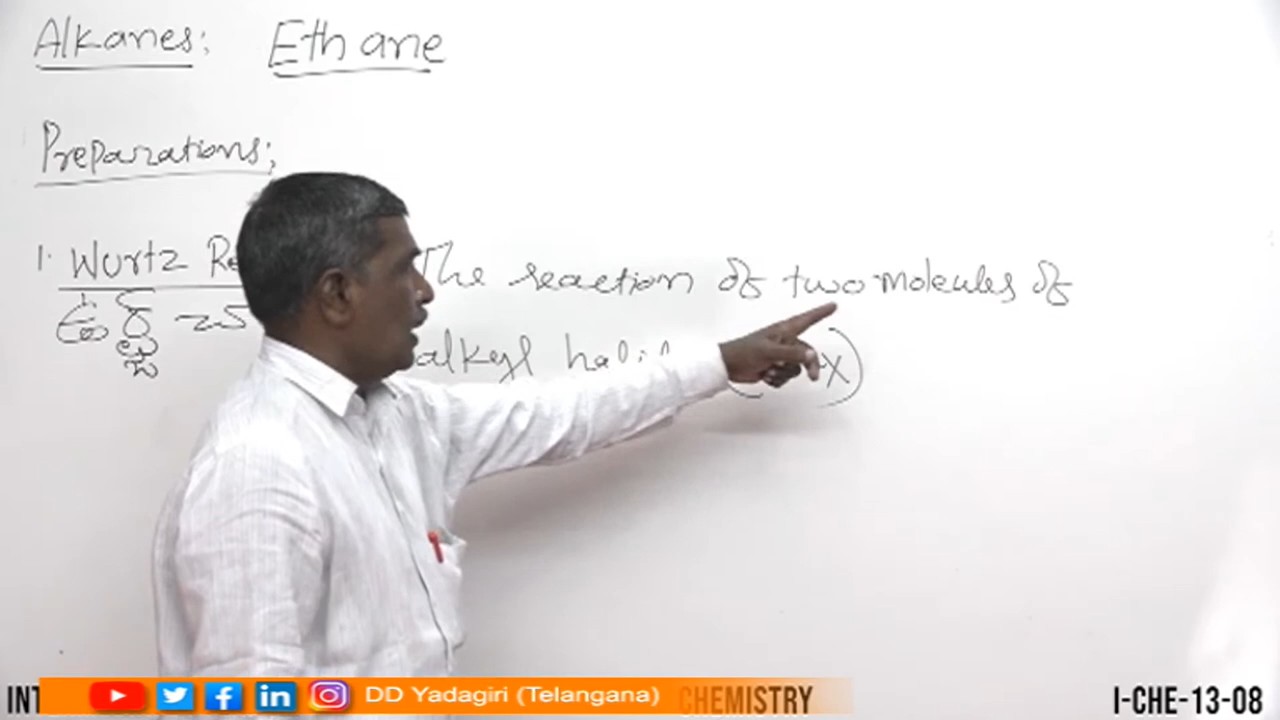 Alkanes: Ethane
Preparations:
1. Wurtz Re
The reaction of two molecules of
alkyl X)
INT
DD Yadagiri (Telangana)
CHEMISTRY
I-CHE-13-08